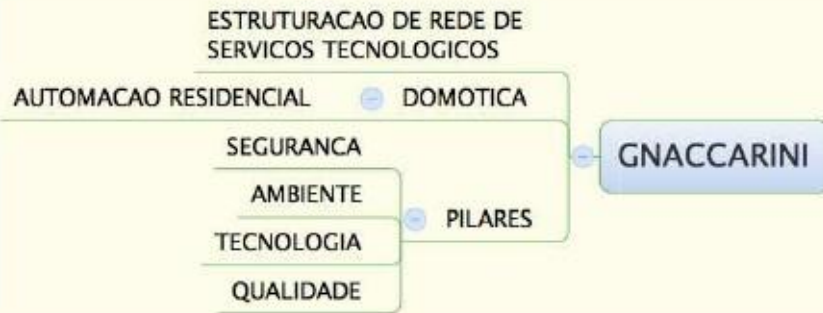 ESTRUTURACAO DE REDE DE
SERVICOS TECNOLOGICOS
AUTOMACAO RESIDENCIAL
DOMOTICA
GNACCARINI
SEGURANCA
AMBIENTE
PILARES
TECNOLOGIA
QUALIDADE